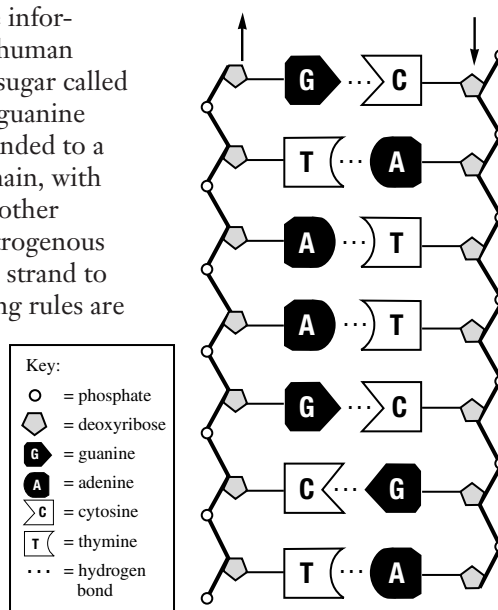 e infor-
human
sugar called
guanine
nded to a
ain, with
other
trogenous
strand to
ng rules are
G ··· C
T ··· A
A ··· T
A ··· T
G ··· C
C ··· G
T ··· A
Key:
= phosphate
= deoxyribose
G = guanine
A = adenine
C = cytosine
T = thymine
··· = hydrogen
bond